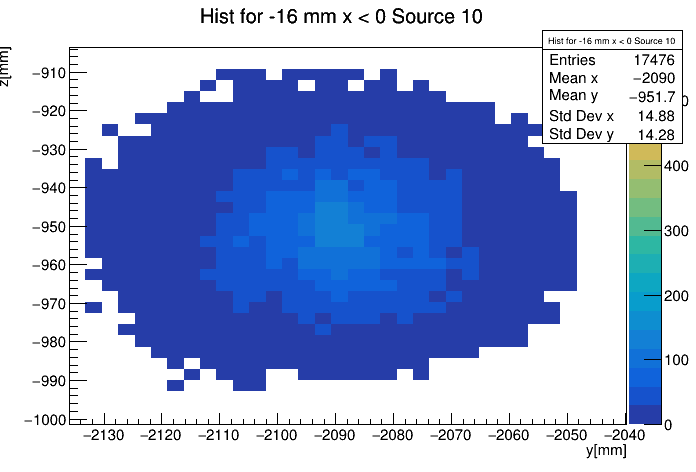 Hist for -16 mm x < 0 Source 10
z[mm]
Hist for -16 mm x < 0 Source 10
Entries 17476
Mean x −2090
Mean y −951.7
Std Dev x 14.88
Std Dev y 14.28
−910
−920
−930
−940
−950
−960
−970
−980
−990
−1000
0
400
300
200
100
0
−2130 −2120 −2110 −2100 −2090 −2080 −2070 −2060 −2050 −2040
y[mm]